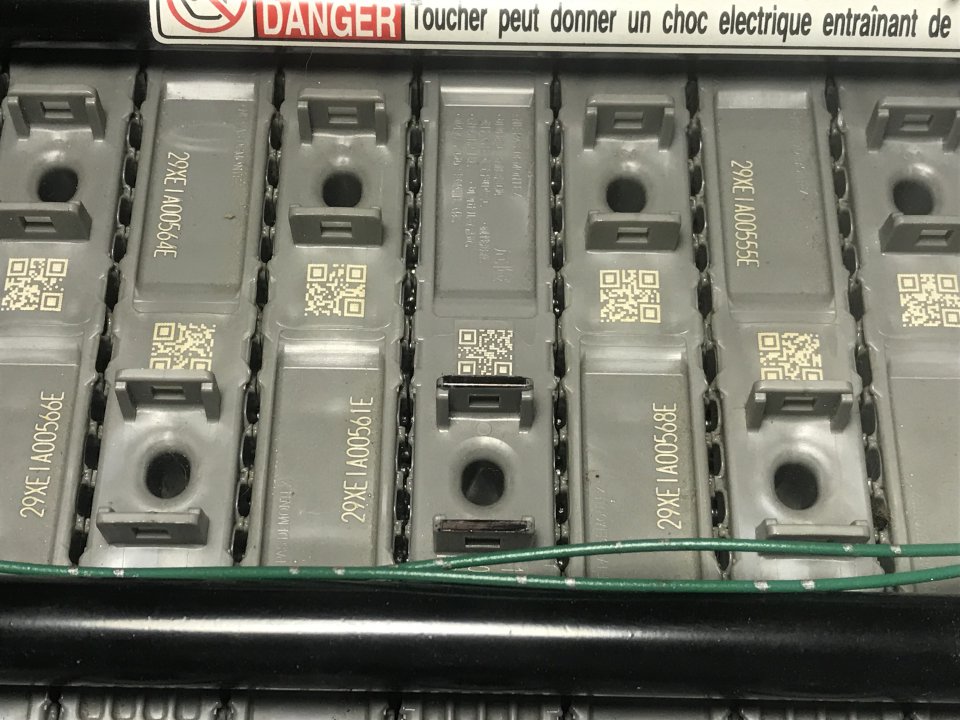 DANGER Toucher peut donner un choc electrique entraînant de
29XE1A00564E
29XE1A00555E
29XE1A00566E
29XE1A00561E
29XE1A00568E